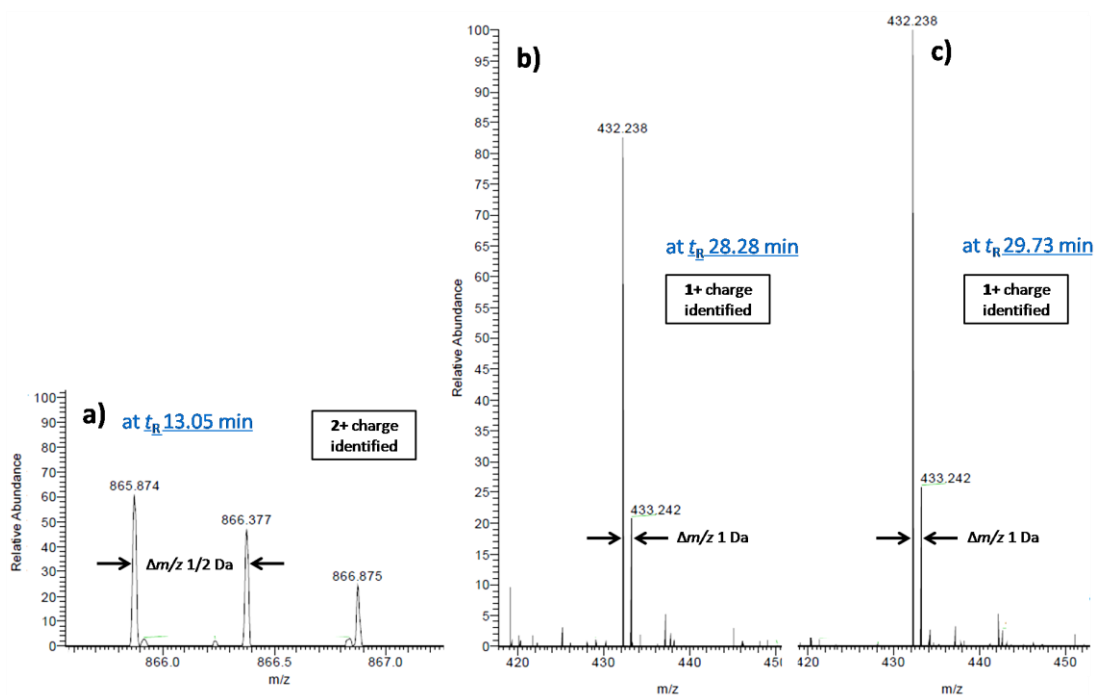 a)
at tR 13.05 min
2+ charge
identified
100
90
80
70
60
50
40
30
20
10
0
Relative Abundance
865.874
866.377
866.875
Δm/z 1/2 Da
866.0
866.5
867.0
m/z
b)
100
95
90
85
80
75
70
65
60
55
50
45
40
35
30
25
20
15
10
5
0
Relative Abundance
432.238
at tR 28.28 min
1+ charge
identified
433.242
Δm/z 1 Da
420
430
440
m/z
c)
432.238
at tR 29.73 min
1+ charge
identified
433.242
Δm/z 1 Da
420
430
440
450
m/z